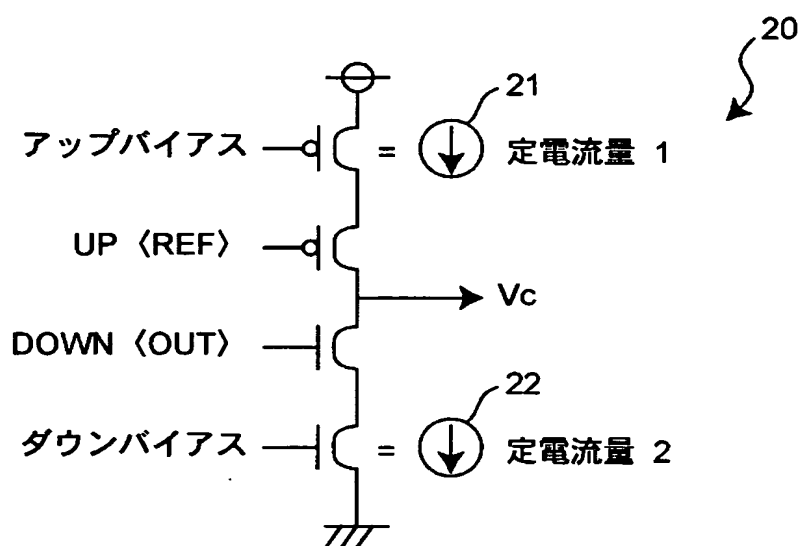 20
21
アップバイアス = 定電流量 1
UP 〈REF〉
Vc
DOWN 〈OUT〉
22
ダウンバイアス = 定電流量 2